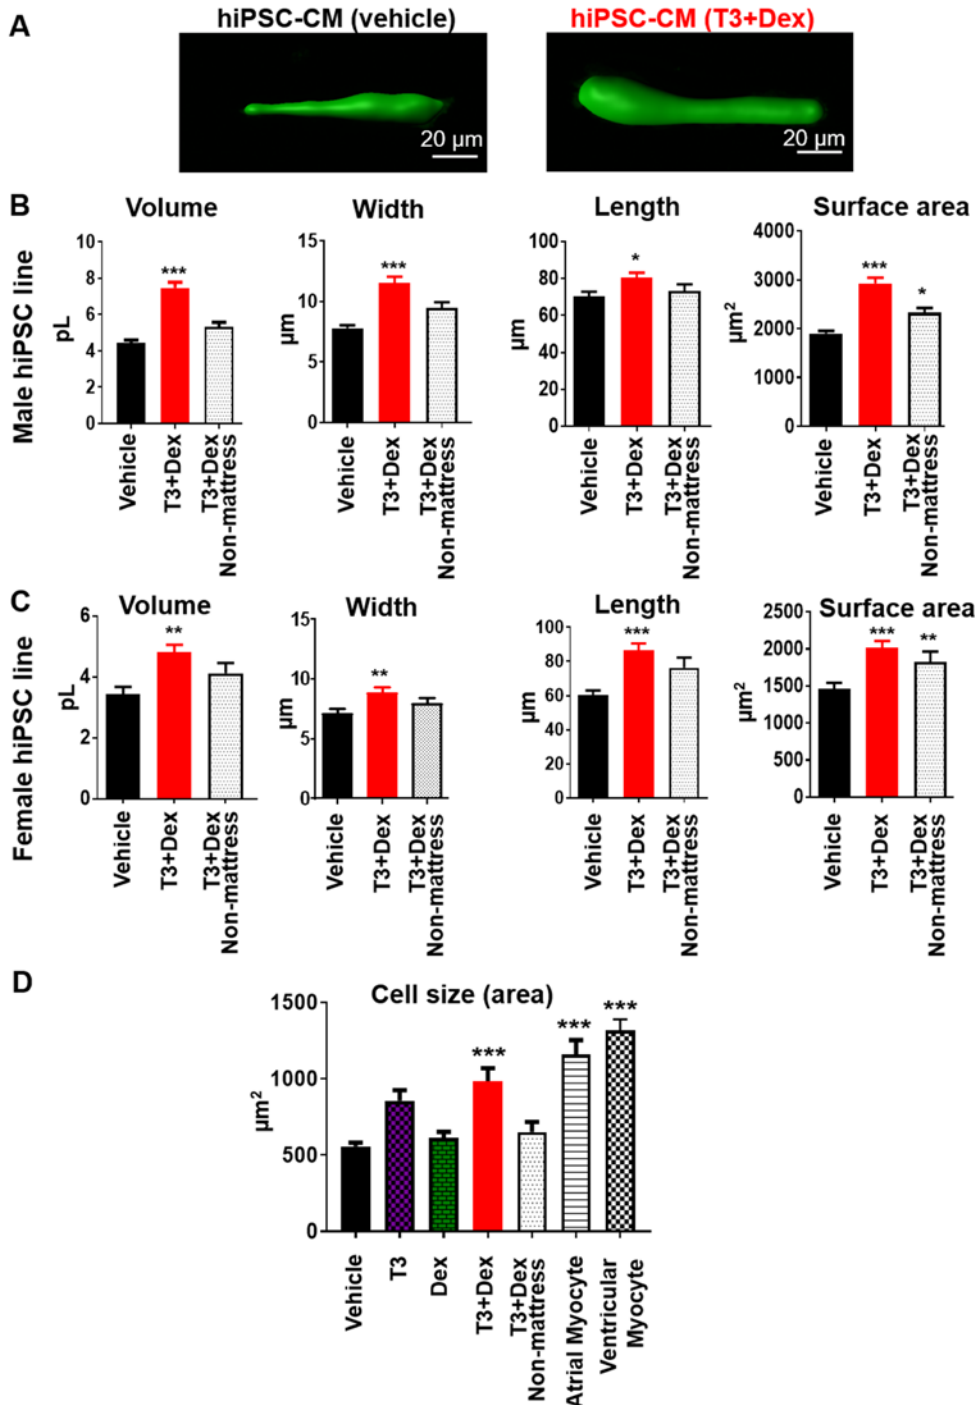 A
hiPSC-CM (vehicle)
hiPSC-CM (T3+Dex)
20 µm
20 µm
B
Male hiPSC line
Volume
pL
10
8
6
4
2
0
***
Vehicle
T3+Dex
T3+Dex
Non-mattress
Width
µm
15
10
5
0
***
Vehicle
T3+Dex
T3+Dex
Non-mattress
Length
µm
100
80
60
40
20
0
*
Vehicle
T3+Dex
T3+Dex
Non-mattress
Surface area
µm²
4000
3000
2000
1000
0
***
*
Vehicle
T3+Dex
T3+Dex
Non-mattress
C
Female hiPSC line
Volume
pL
6
4
2
0
**
Vehicle
T3+Dex
T3+Dex
Non-mattress
Width
µm
15
10
5
0
**
Vehicle
T3+Dex
T3+Dex
Non-mattress
Length
µm
100
80
60
40
20
0
***
Vehicle
T3+Dex
T3+Dex
Non-mattress
Surface area
µm²
2500
2000
1500
1000
500
0
***
**
Vehicle
T3+Dex
T3+Dex
Non-mattress
D
Cell size (area)
µm²
1500
1000
500
0
***
***
***
Vehicle
T3
Dex
T3+Dex
T3+Dex
Non-mattress
Atrial Myocyte
Ventricular
Myocyte